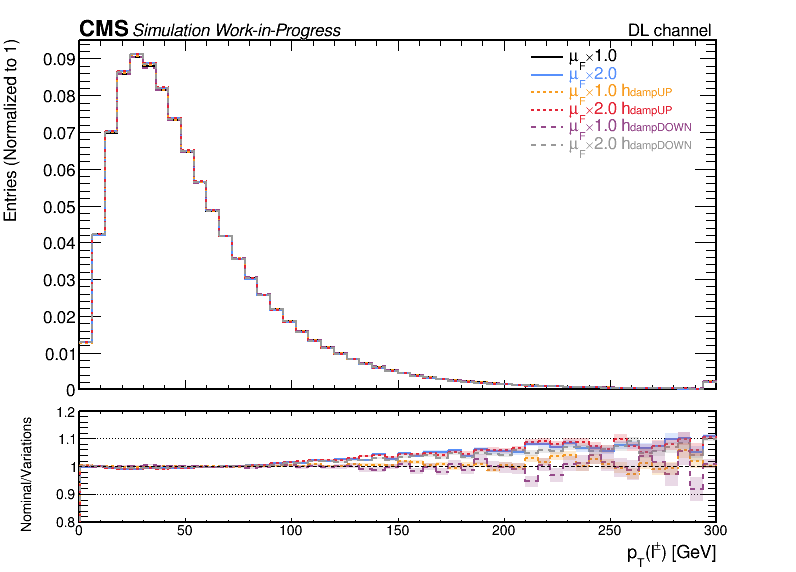 CMS Simulation Work-in-Progress DL channel
Entries (Normalized to 1)
0.09
0.08
0.07
0.06
0.05
0.04
0.03
0.02
0.01
0
μF×1.0
μF×2.0
μF×1.0 hdampUP
μF×2.0 hdampUP
μF×1.0 hdampDOWN
μF×2.0 hdampDOWN
Nominal/Variations
1.2
1.1
1
0.9
0.8
0 50 100 150 200 250 300
pT(l±) [GeV]